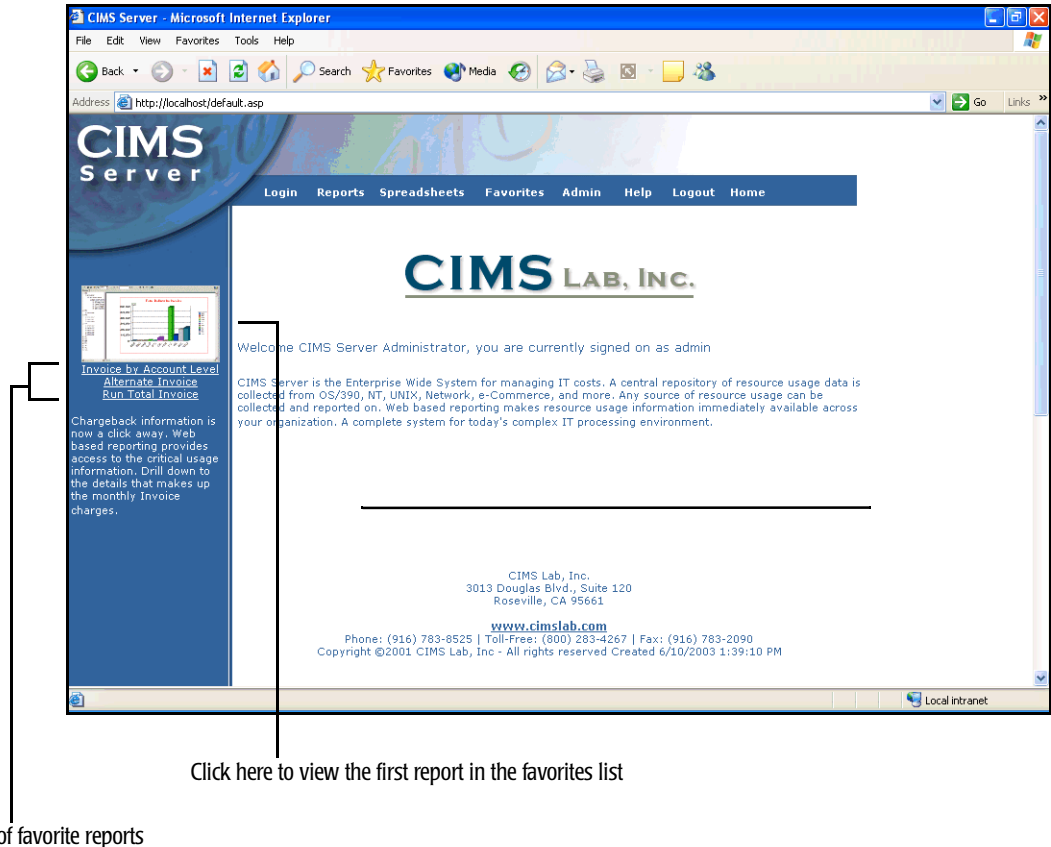 CIMS Server - Microsoft Internet Explorer
File Edit View Favorites Tools Help
Back Search Favorites Media
Address http://localhost/default.asp Go Links »
CIMS
Server
Login Reports Spreadsheets Favorites Admin Help Logout Home
CIMS LAB, INC.
Welcome CIMS Server Administrator, you are currently signed on as admin
Invoice by Account Level
Alternate Invoice
Run Total Invoice
CIMS Server is the Enterprise Wide System for managing IT costs. A central repository of resource usage data is
collected from OS/390, NT, UNIX, Network, e-Commerce, and more. Any source of resource usage can be
collected and reported on. Web based reporting makes resource usage information immediately available across
your organization. A complete system for today's complex IT processing environment.
Chargeback information is
now a click away. Web
based reporting provides
access to the critical usage
information. Drill down to
the details that makes up
the monthly Invoice
charges.
CIMS Lab, Inc.
3013 Douglas Blvd., Suite 120
Roseville, CA 95661
www.cimslab.com
Phone: (916) 783-8525 | Toll-Free: (800) 283-4267 | Fax: (916) 783-2090
Copyright ©2001 CIMS Lab, Inc - All rights reserved Created 6/10/2003 1:39:10 PM
Local intranet
Click here to view the first report in the favorites list
of favorite reports